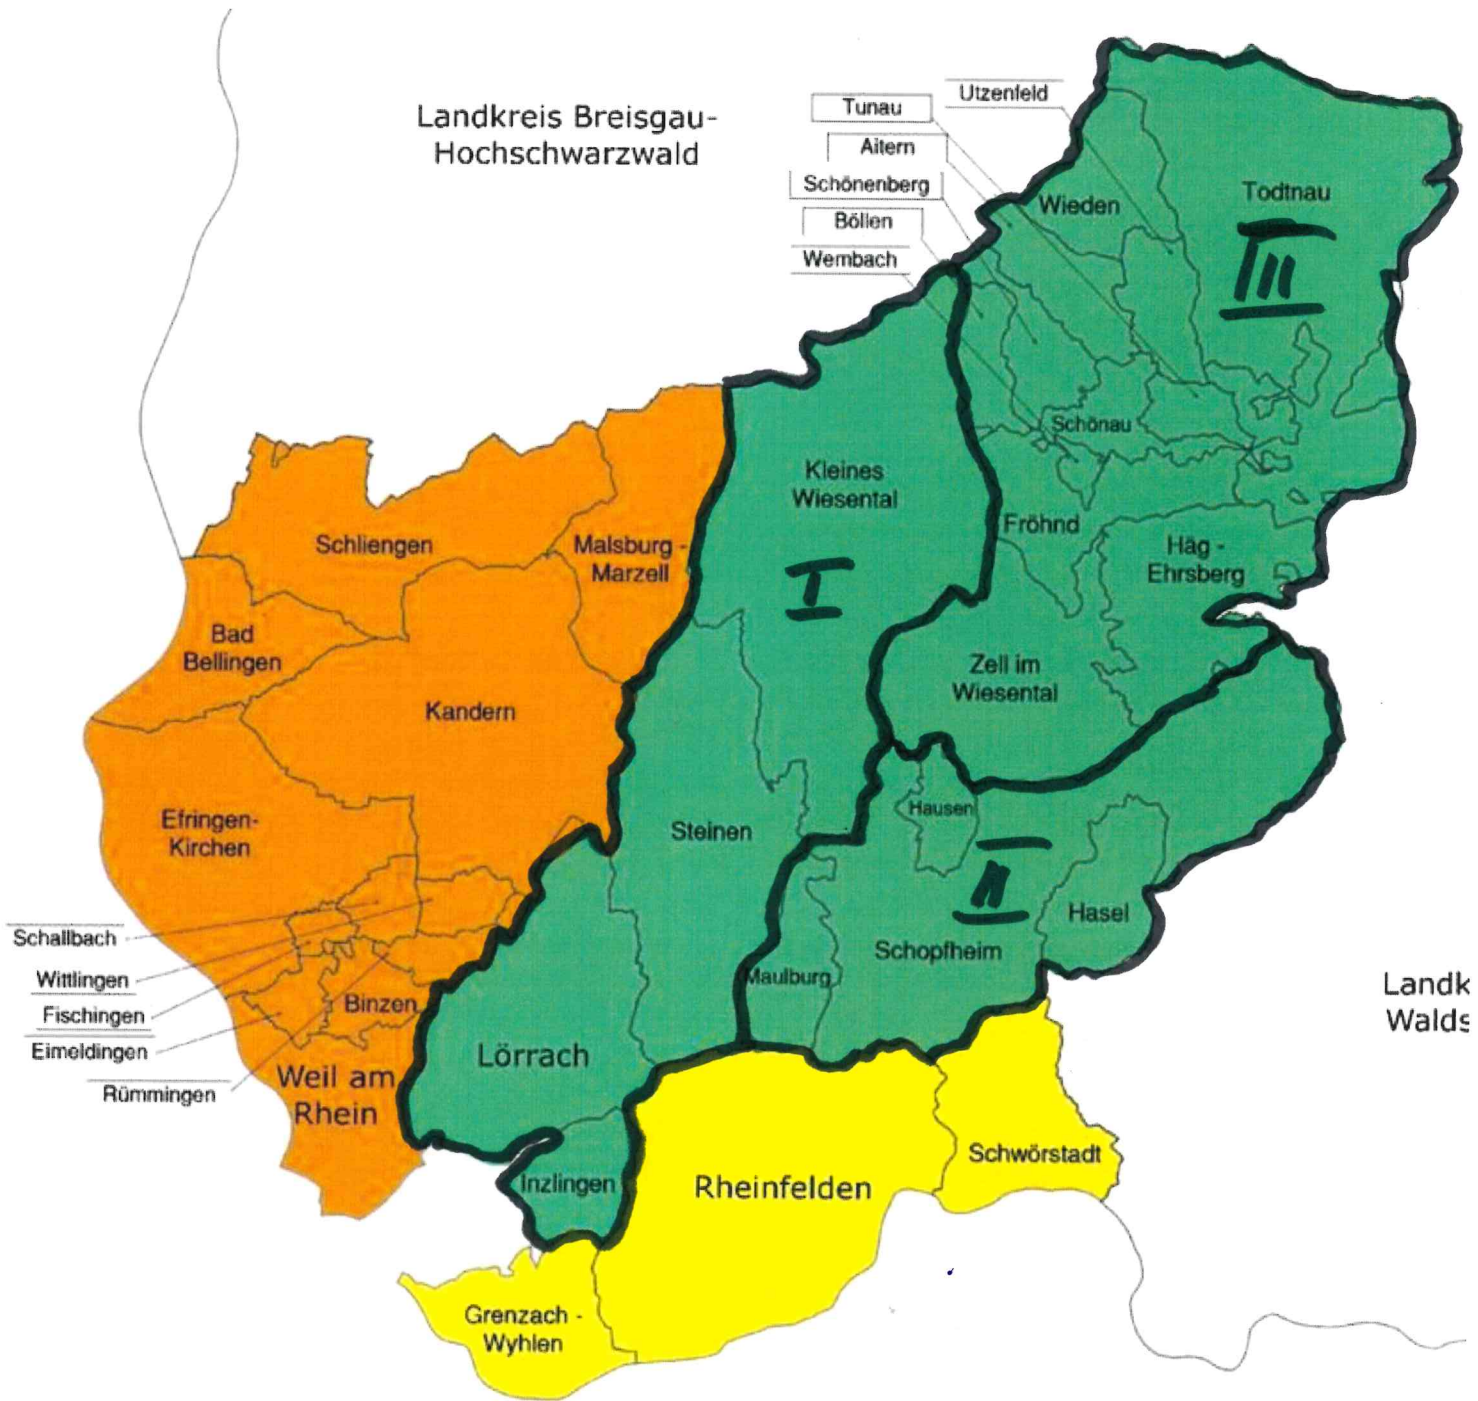 Landkreis Breisgau-
Hochschwarzwald
Utzenfeld
Tunau
Aitern
Schönenberg
Böllen
Wembach
Wieden
Todtnau
III
Schönau
Kleines
Wiesental
I
Fröhnd
Häg -
Ehrsberg
Schliengen
Malsburg -
Marzell
Bad
Bellingen
Zell im
Wiesental
Kandern
Efringen-
Kirchen
Steinen
Hausen
II
Hasel
Schopfheim
Maulburg
Schallbach
Wittlingen
Fischingen
Eimeldingen
Rümmingen
Binzen
Weil am
Rhein
Lörrach
Inzlingen
Landk
Walds
Schwörstadt
Rheinfelden
Grenzach -
Wyhlen